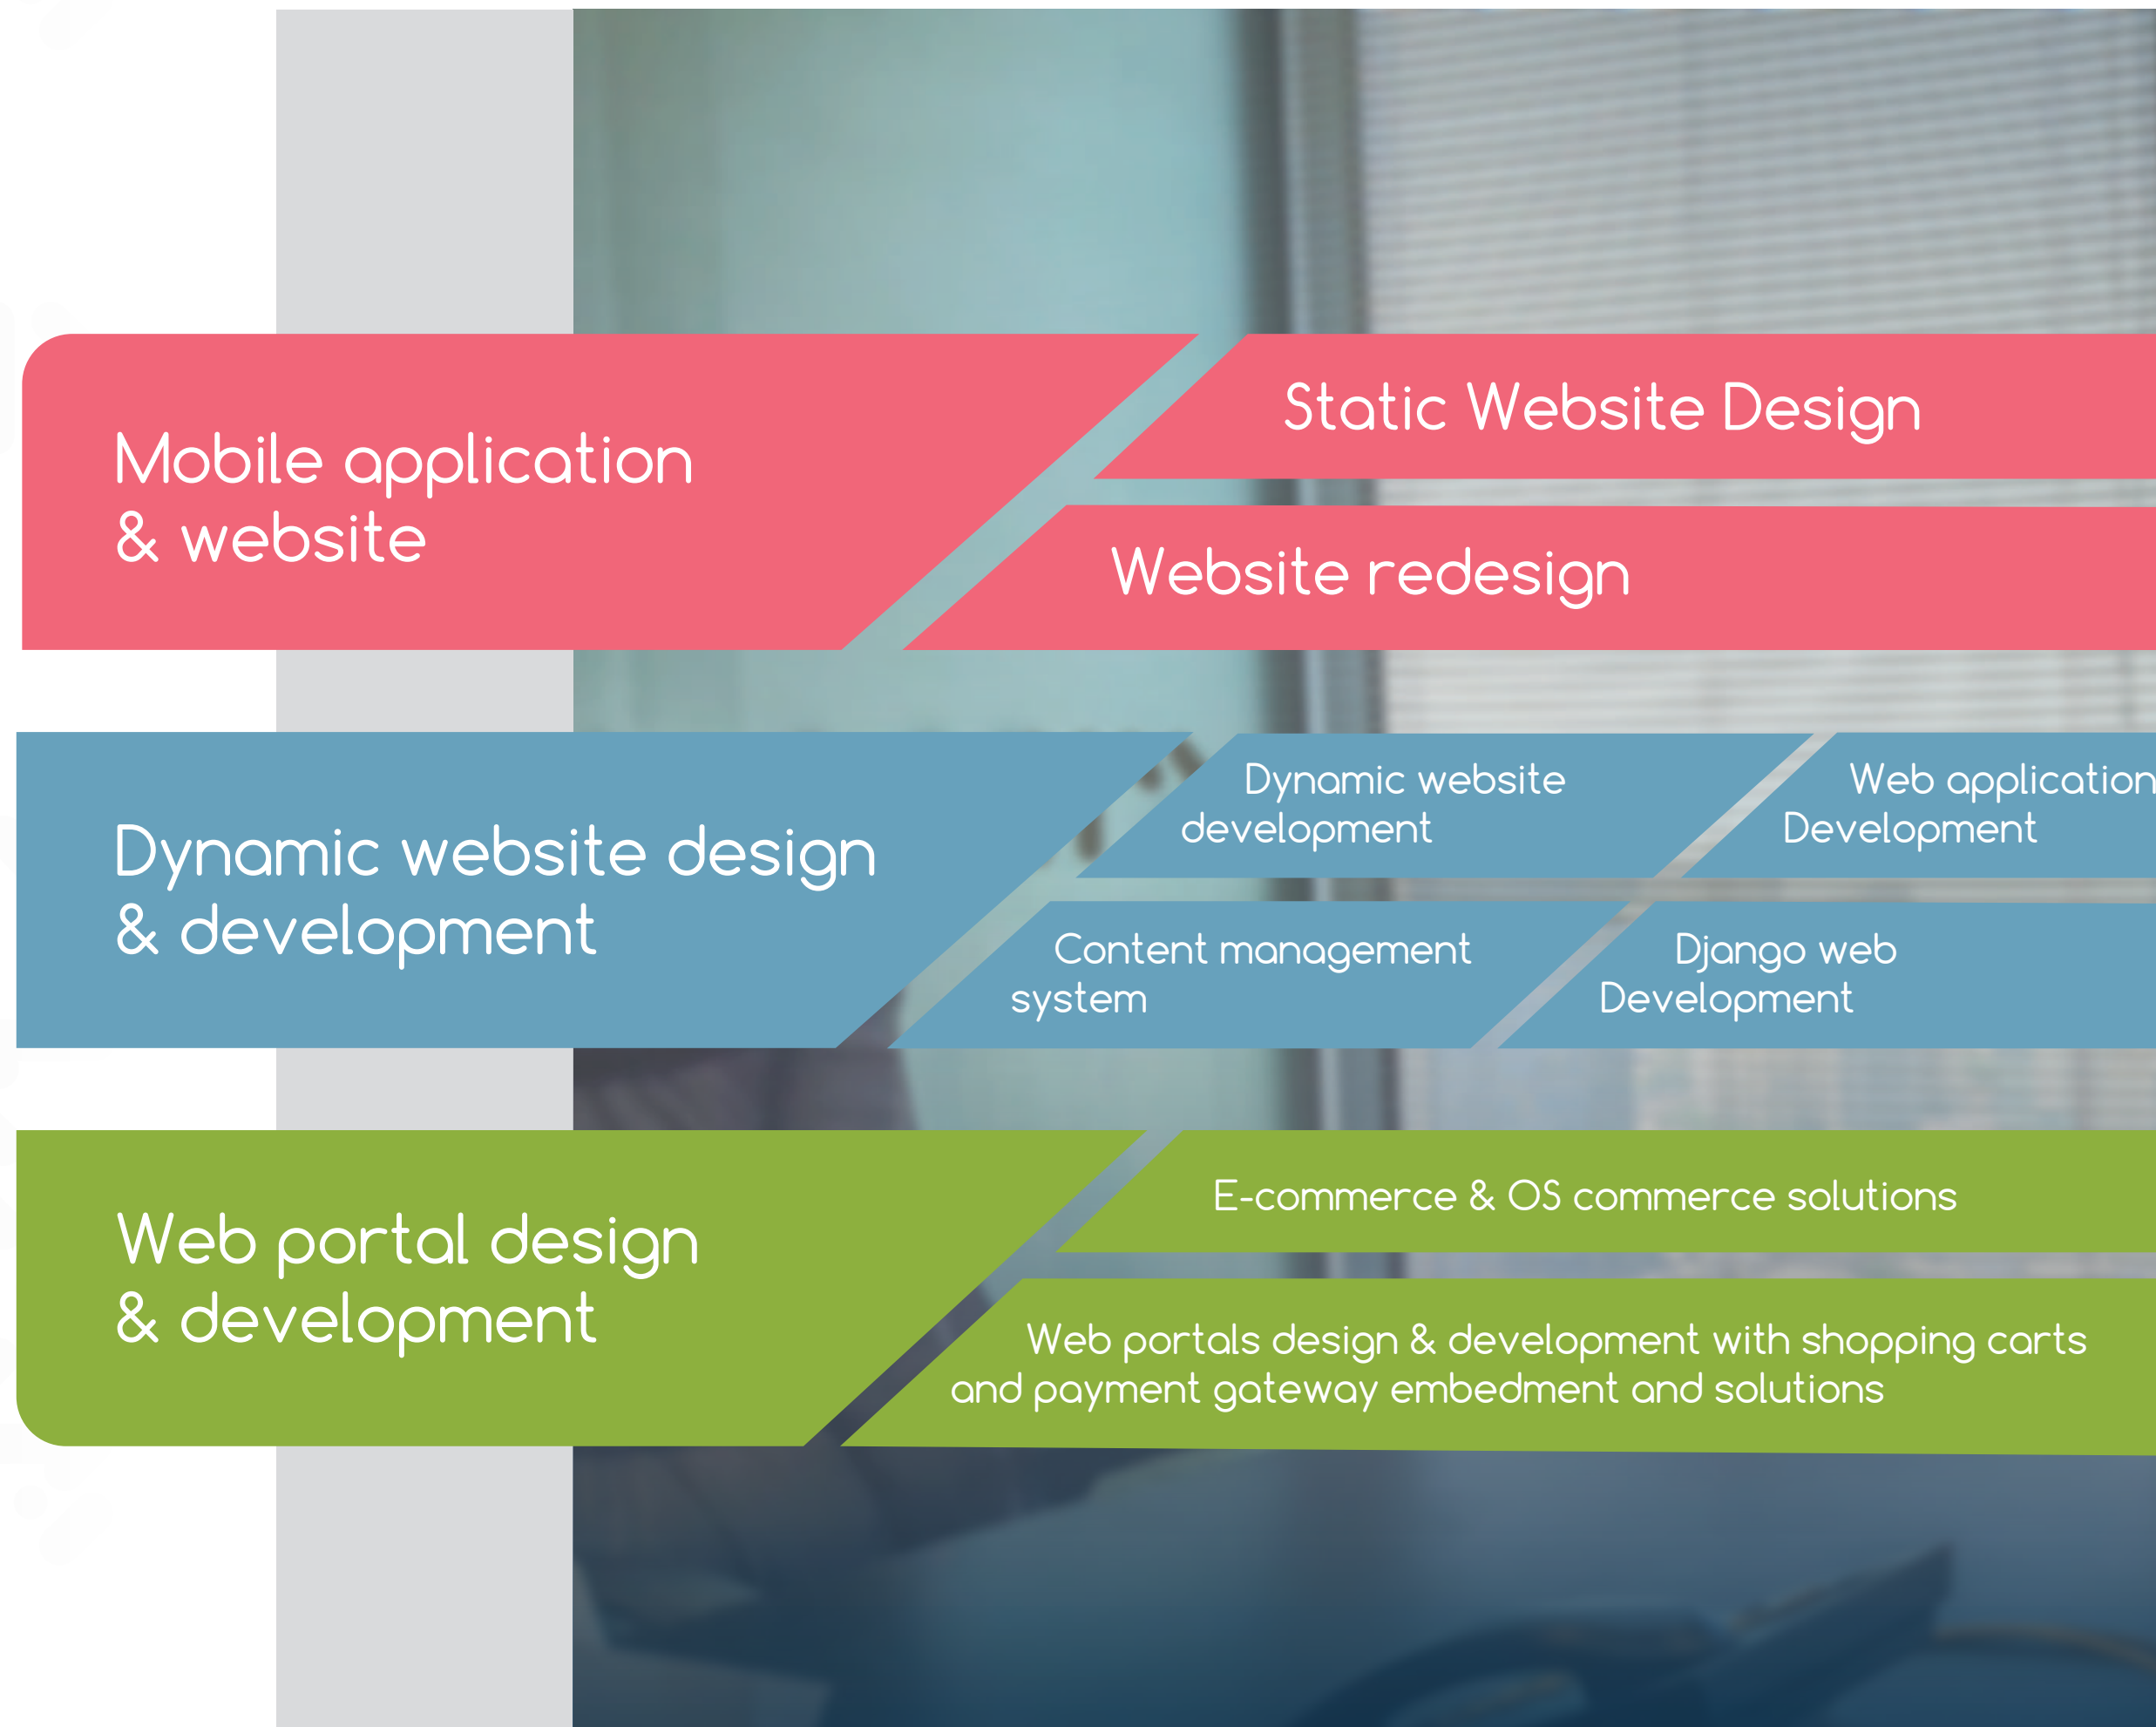 Mobile application
& website
Static Website Design
Website redesign
Dynamic website design
& development
Dynamic website
development
Web application
Development
Content management
system
Django web
Development
Web portal design
& development
E-commerce & OS commerce solutions
Web portals design & development with shopping carts
and payment gateway embedment and solutions